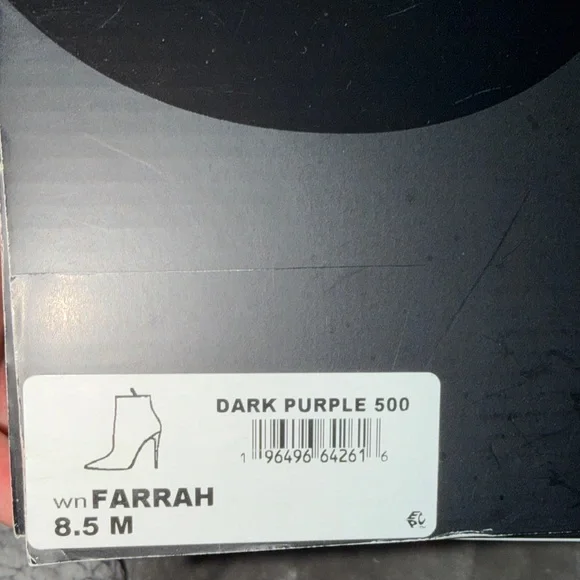 DARK PURPLE 500
1 96496 64261 6
wn FARRAH
8.5 M